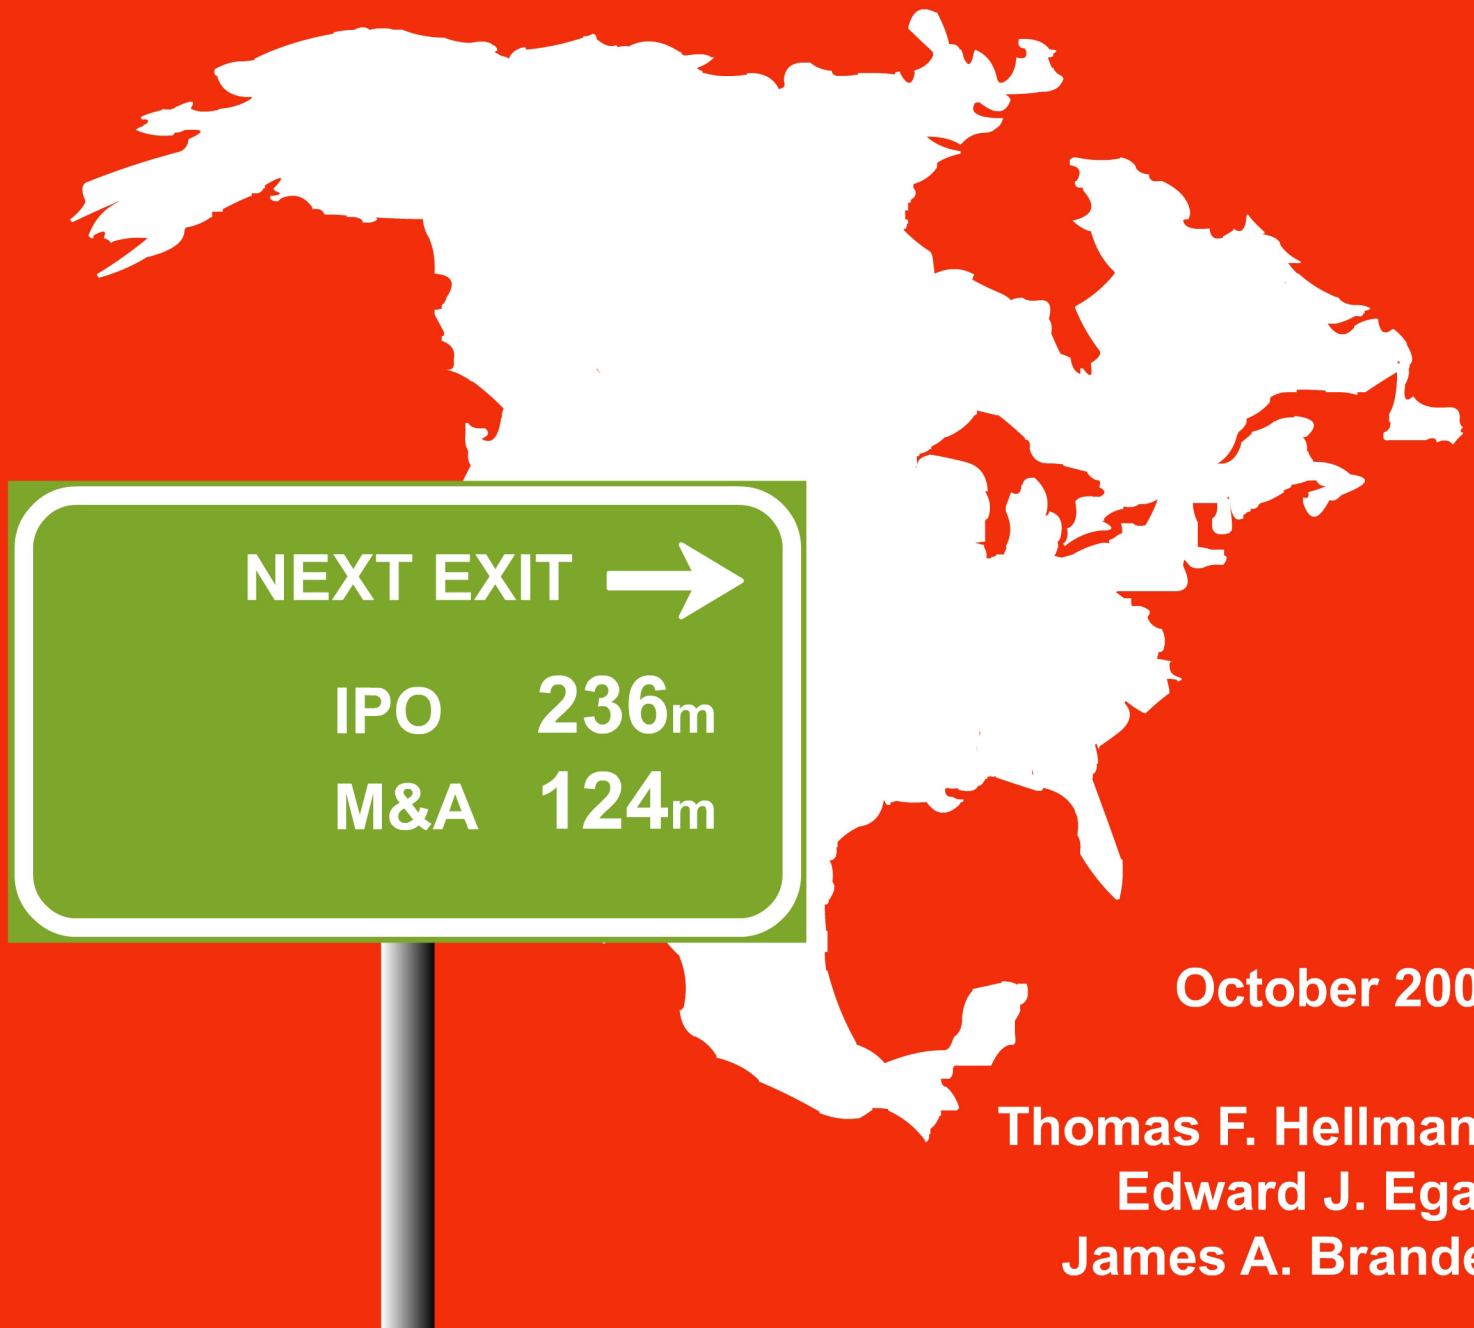 NEXT EXIT
IPO 236m
M&A 124m
October 200
Thomas F. Hellman
Edward J. Ega
James A. Brande